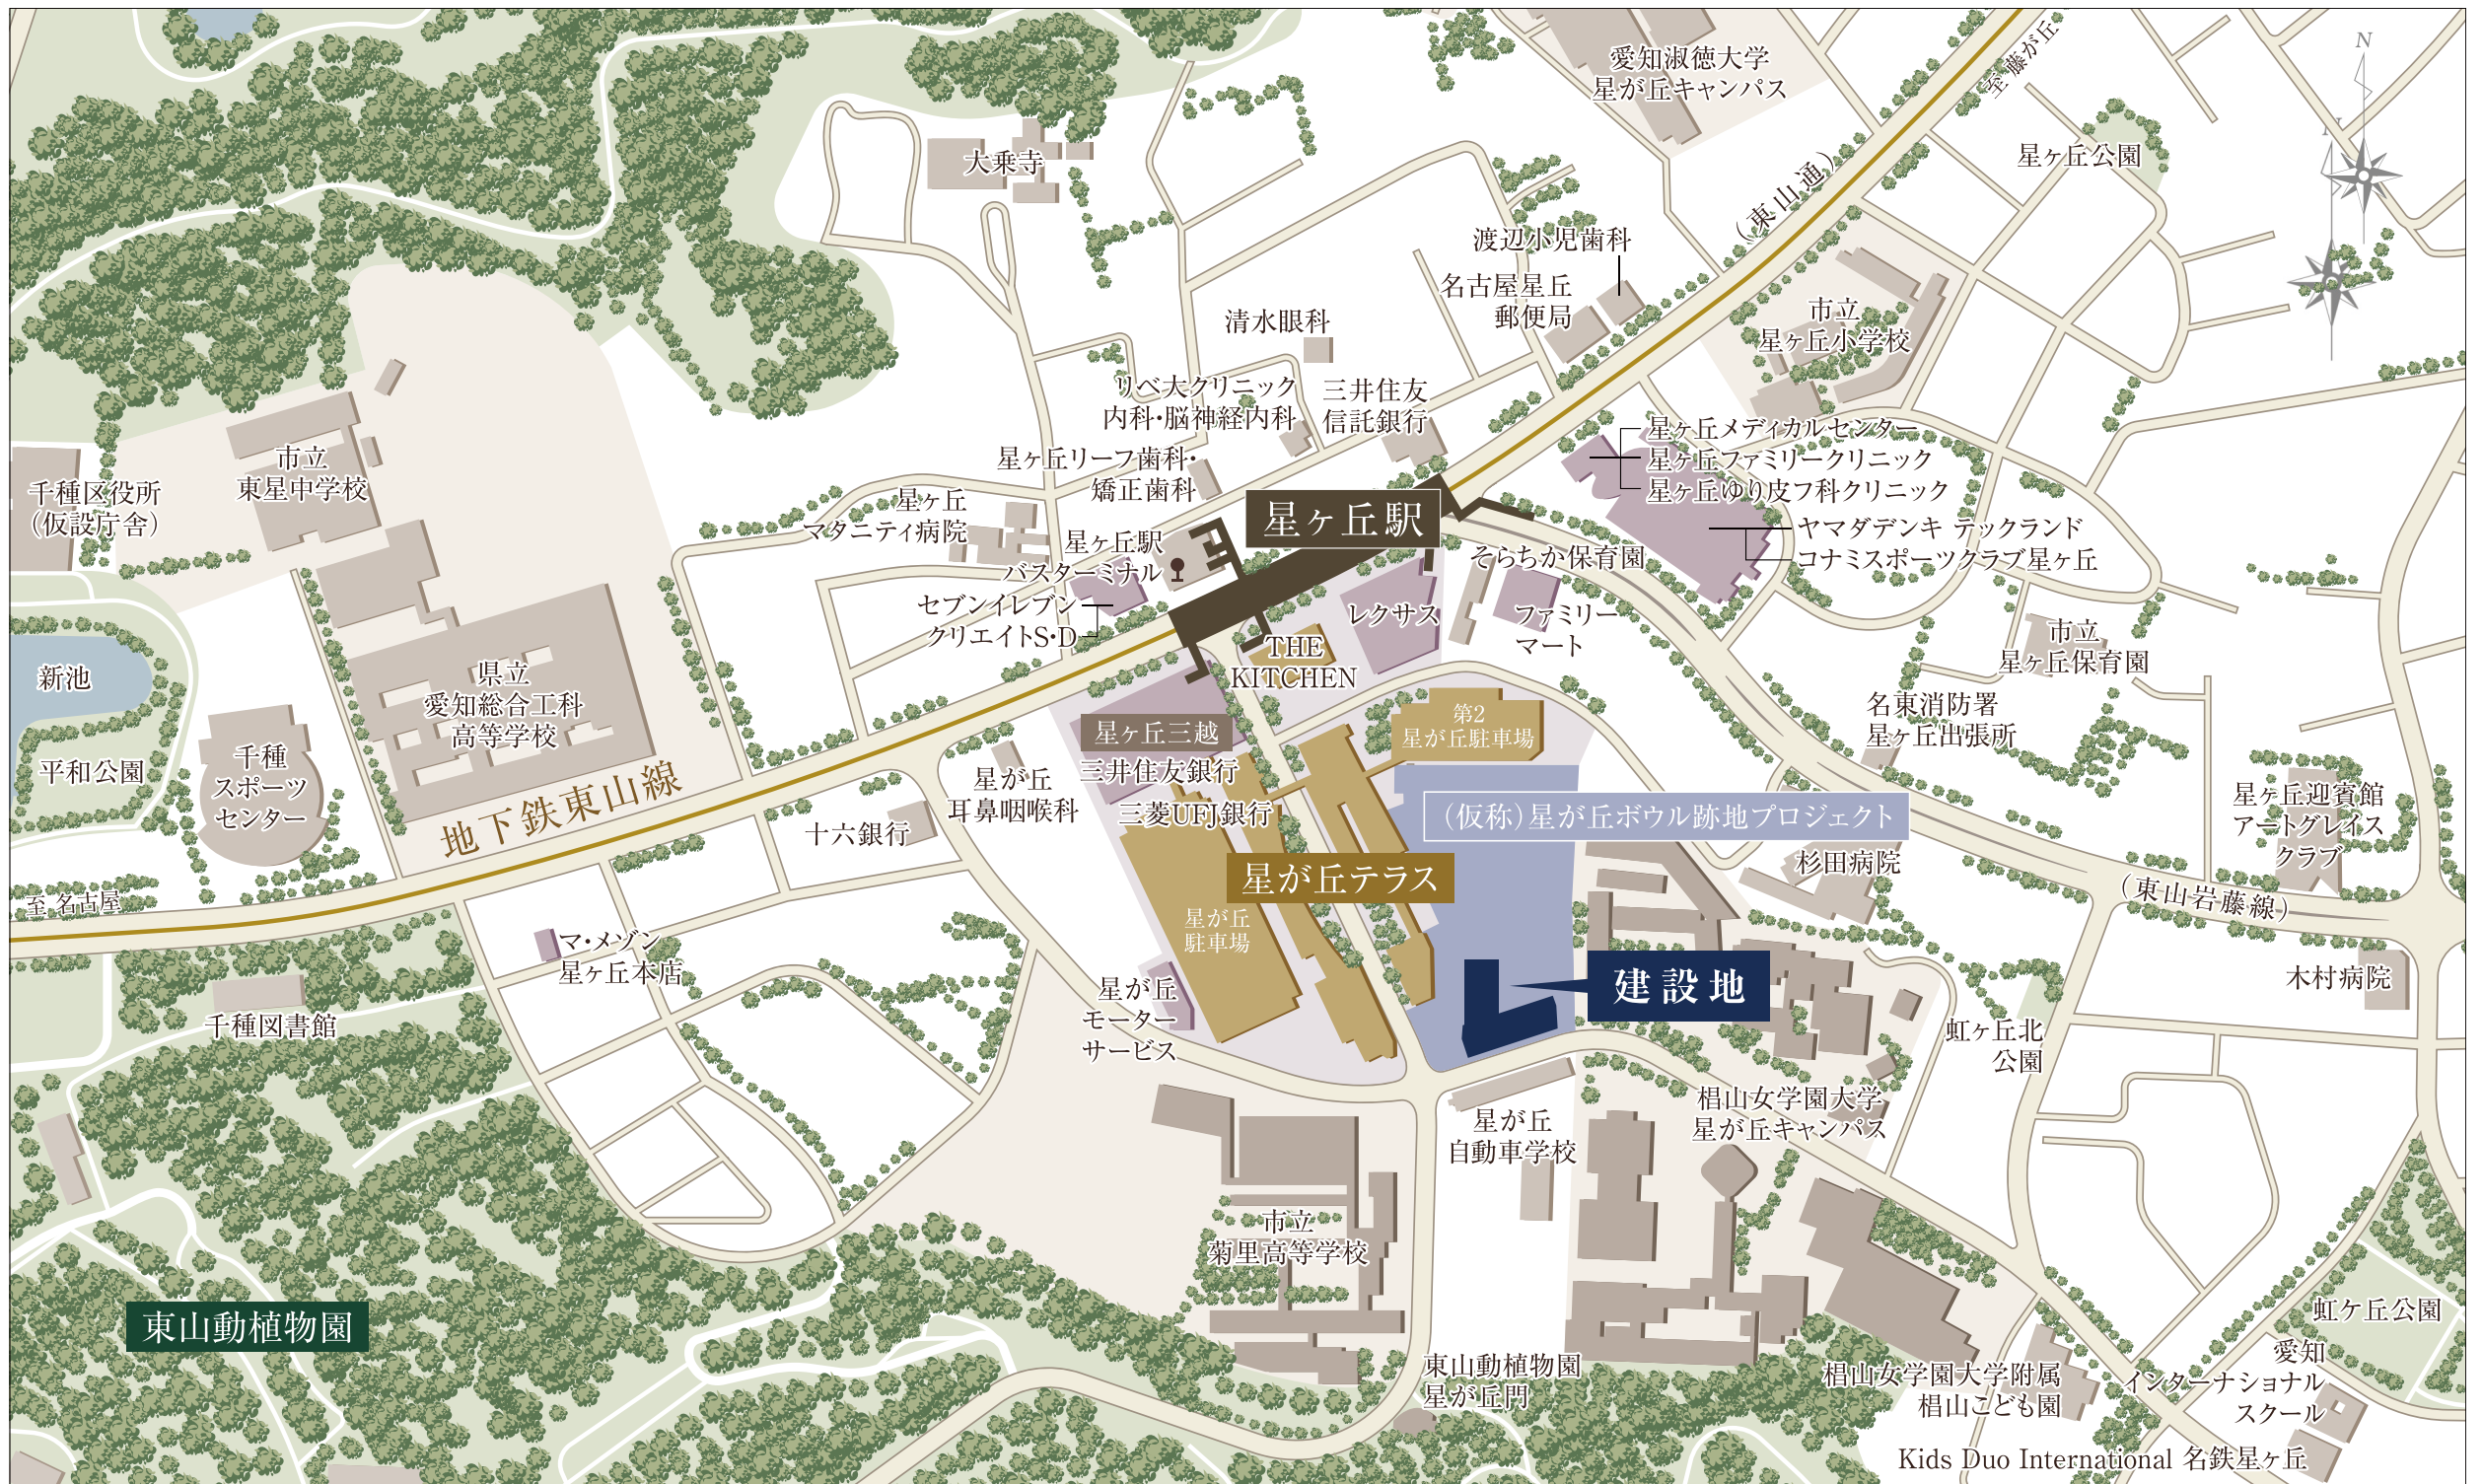 愛知淑徳大学
星が丘キャンパス
至 藤が丘
N
N
大乗寺
星ヶ丘公園
（東山通）
渡辺小児歯科
名古屋星丘
郵便局
清水眼科
市立
星ヶ丘小学校
リベ大クリニック
内科・脳神経内科
三井住友
信託銀行
星ヶ丘メディカルセンター
星ヶ丘ファミリークリニック
星ヶ丘ゆり皮フ科クリニック
市立
東星中学校
千種区役所
（仮設庁舎）
星ヶ丘リーフ歯科・
矯正歯科
星ヶ丘
マタニティ病院
星ヶ丘駅
星ヶ丘駅
バスターミナル
ヤマダデンキ テックランド
コナミスポーツクラブ星ヶ丘
そらちか保育園
セブンイレブン
クリエイトS・D
レクサス
ファミリー
マート
THE
KITCHEN
市立
星ヶ丘保育園
新池
県立
愛知総合工科
高等学校
名東消防署
星ヶ丘出張所
星ヶ丘三越
第2
星が丘駐車場
千種
スポーツ
センター
平和公園
三井住友銀行
星が丘
耳鼻咽喉科
地下鉄東山線
三菱UFJ銀行
（仮称）星が丘ボウル跡地プロジェクト
十六銀行
星ヶ丘迎賓館
アートグレイス
クラブ
杉田病院
星が丘テラス
至 名古屋
（東山岩藤線）
星が丘
駐車場
マ・メゾン
星ヶ丘本店
建設地
木村病院
星が丘
モーター
サービス
千種図書館
虹ヶ丘北
公園
椙山女学園大学
星が丘キャンパス
星が丘
自動車学校
市立
菊里高等学校
東山動植物園
虹ケ丘公園
東山動植物園
星が丘門
椙山女学園大学附属
椙山こども園
愛知
インターナショナル
スクール
Kids Duo International 名鉄星ヶ丘